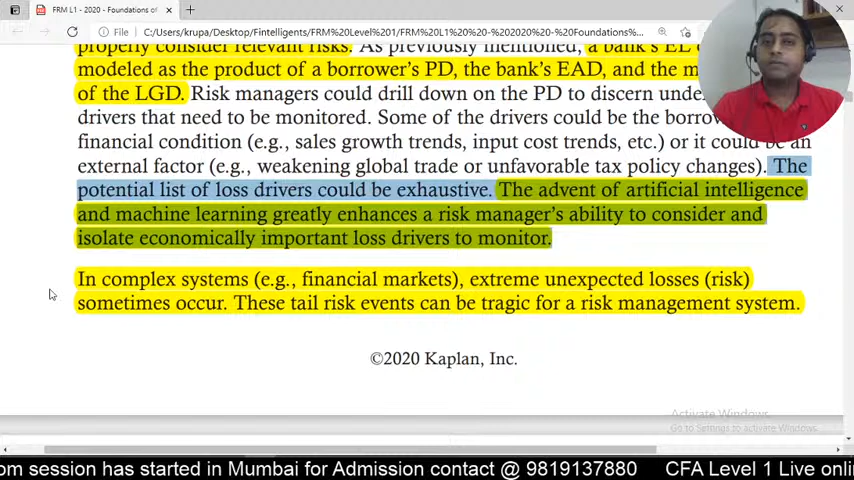 FRM L1 - 2020 - Foundations of
File | C:/Users/krupa/Desktop/Fintelligents/FRM%20Level%201/FRM%20L1%20%20-%202020%20-%20Foundations%...
properly consider relevant risks. As previously mentioned, a bank's EL
modeled as the product of a borrower's PD, the bank's EAD, and the
of the LGD. Risk managers could drill down on the PD to discern
drivers that need to be monitored. Some of the drivers could be the
financial condition (e.g., sales growth trends, input cost trends, etc.) or it could be an
external factor (e.g., weakening global trade or unfavorable tax policy changes). The
potential list of loss drivers could be exhaustive. The advent of artificial intelligence
and machine learning greatly enhances a risk manager's ability to consider and
isolate economically important loss drivers to monitor.
In complex systems (e.g., financial markets), extreme unexpected losses (risk)
sometimes occur. These tail risk events can be tragic for a risk management system.
©2020 Kaplan, Inc.
Activate Windows
Go to Settings to activate Windows.
om session has started in Mumbai for Admission contact @ 9819137880 CFA Level 1 Live onli